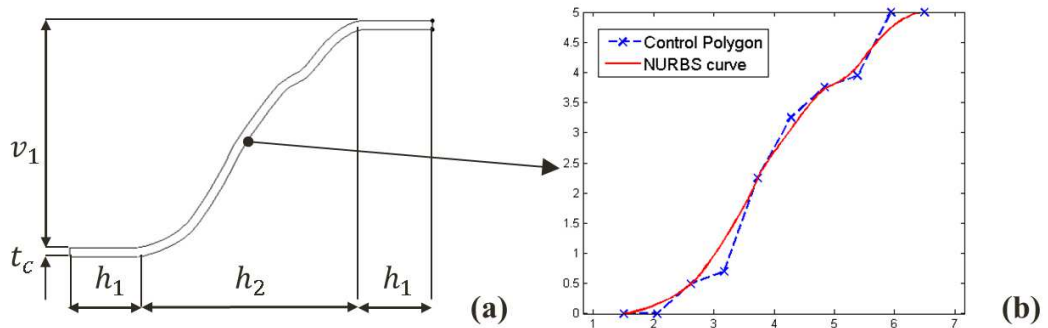 v₁
t_c
h₁
h₂
h₁
(a)
5
4.5
4
3.5
3
2.5
2
1.5
1
0.5
0
1 2 3 4 5 6 7
Control Polygon
NURBS curve
(b)